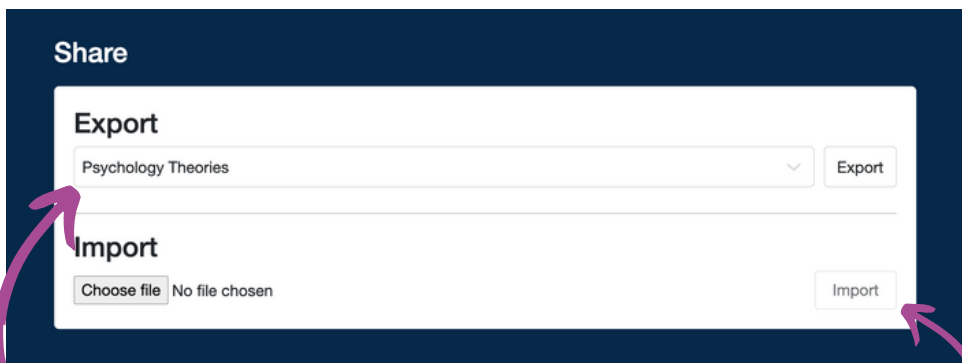 Share
Export
Psychology Theories Export
Import
Choose file No file chosen Import